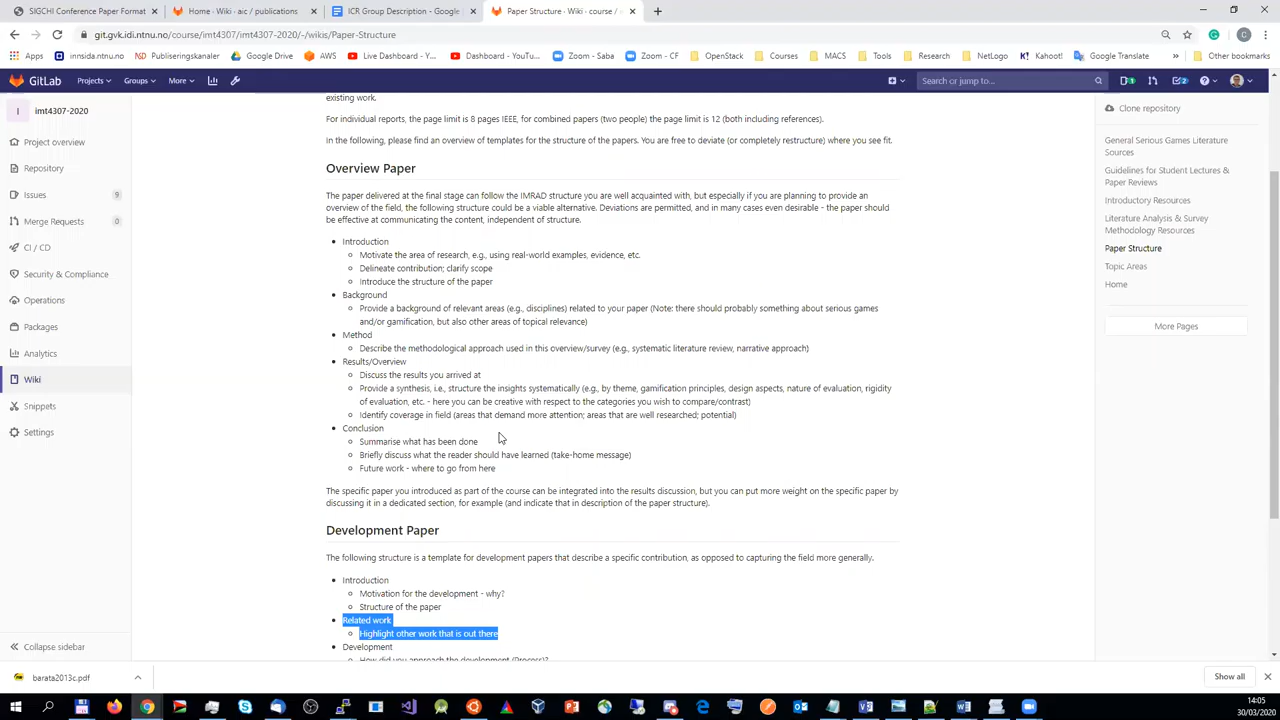 SIGCHI Conference Paper Format
Home · Wiki · aic / publications
ICR Group Description - Google
Paper Structure · Wiki · course /
git.gvk.idi.ntnu.no/course/imt4307/imt4307-2020/-/wikis/Paper-Structure
Apps
innsida.ntnu.no
Publiseringskanaler
Google Drive
AWS
Live Dashboard - Y...
Dashboard - YouTu...
Zoom - Saba
Zoom - CF
OpenStack
Courses
MACS
Tools
Research
NetLogo
Kahoot!
Google Translate
»
Other bookmarks
GitLab
Projects
Groups
More
Search or jump to...
1
2
I
imt4307-2020
Project overview
Repository
Issues
9
Merge Requests
0
CI / CD
Security & Compliance
Operations
Packages
Analytics
Wiki
Snippets
Settings
Collapse sidebar
existing work.
For individual reports, the page limit is 8 pages IEEE, for combined papers (two people) the page limit is 12 (both including references).
In the following, please find an overview of templates for the structure of the papers. You are free to deviate (or completely restructure) where you see fit.
Overview Paper
The paper delivered at the final stage can follow the IMRAD structure you are well acquainted with, but especially if you are planning to provide an
overview of the field, the following structure could be a viable alternative. Deviations are permitted, and in many cases even desirable - the paper should
be effective at communicating the content, independent of structure.
Introduction
Motivate the area of research, e.g., using real-world examples, evidence, etc.
Delineate contribution; clarify scope
Introduce the structure of the paper
Background
Provide a background of relevant areas (e.g., disciplines) related to your paper (Note: there should probably something about serious games
and/or gamification, but also other areas of topical relevance)
Method
Describe the methodological approach used in this overview/survey (e.g., systematic literature review, narrative approach)
Results/Overview
Discuss the results you arrived at
Provide a synthesis, i.e., structure the insights systematically (e.g., by theme, gamification principles, design aspects, nature of evaluation, rigidity
of evaluation, etc. - here you can be creative with respect to the categories you wish to compare/contrast)
Identify coverage in field (areas that demand more attention; areas that are well researched; potential)
Conclusion
Summarise what has been done
Briefly discuss what the reader should have learned (take-home message)
Future work - where to go from here
The specific paper you introduced as part of the course can be integrated into the results discussion, but you can put more weight on the specific paper by
discussing it in a dedicated section, for example (and indicate that in description of the paper structure).
Development Paper
The following structure is a template for development papers that describe a specific contribution, as opposed to capturing the field more generally.
Introduction
Motivation for the development - why?
Structure of the paper
Related work
Highlight other work that is out there
Development
How did you approach the development (Process)?
Clone repository
General Serious Games Literature
Sources
Guidelines for Student Lectures &
Paper Reviews
Introductory Resources
Literature Analysis & Survey
Methodology Resources
Paper Structure
Topic Areas
Home
More Pages
barata2013c.pdf
Show all
14:05
30/03/2020